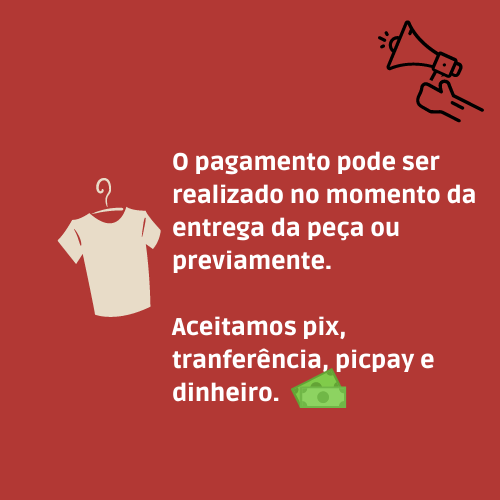 O pagamento pode ser
realizado no momento da
entrega da peça ou
previamente.
Aceitamos pix,
tranferência, picpay e
dinheiro.